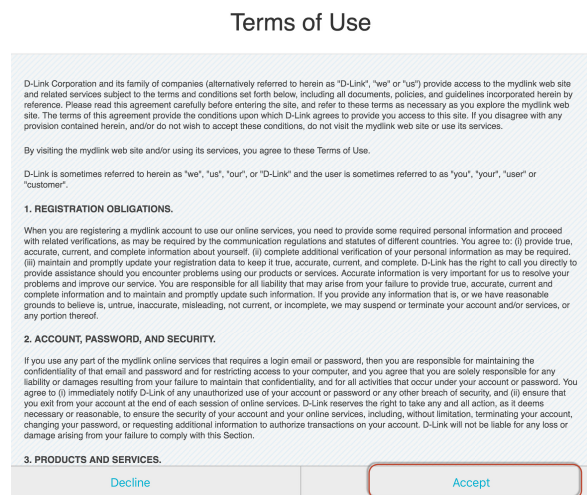 Terms of Use
D-Link Corporation and its family of companies (alternatively referred to herein as "D-Link", "we" or "us") provide access to the mydlink web site
and related services subject to the terms and conditions set forth below, including all documents, policies, and guidelines incorporated herein by
reference. Please read this agreement carefully before entering the site, and refer to these terms as necessary as you explore the mydlink web
site. The terms of this agreement provide the conditions upon which D-Link agrees to provide you access to this site. If you disagree with any
provision contained herein, and/or do not wish to accept these conditions, do not visit the mydlink web site or use its services.
By visiting the mydlink web site and/or using its services, you agree to these Terms of Use.
D-Link is sometimes referred to herein as "we", "us", "our", or "D-Link" and the user is sometimes referred to as "you", "your", "user" or
"customer".
1. REGISTRATION OBLIGATIONS.
When you are registering a mydlink account to use our online services, you need to provide some required personal information and proceed
with related verifications, as may be required by the communication regulations and statutes of different countries. You agree to: (i) provide true,
accurate, current, and complete information about yourself. (ii) complete additional verification of your personal information as may be required.
(iii) maintain and promptly update your registration data to keep it true, accurate, current, and complete. D-Link has the right to call you directly to
provide assistance should you encounter problems using our products or services. Accurate information is very important for us to resolve your
problems and improve our service. You are responsible for all liability that may arise from your failure to provide true, accurate, current and
complete information and to maintain and promptly update such information. If you provide any information that is, or we have reasonable
grounds to believe is, untrue, inaccurate, misleading, not current, or incomplete, we may suspend or terminate your account and/or services, or
any portion thereof.
2. ACCOUNT, PASSWORD, AND SECURITY.
If you use any part of the mydlink online services that requires a login email or password, then you are responsible for maintaining the
confidentiality of that email and password and for restricting access to your computer, and you agree that you are solely responsible for any
liability or damages resulting from your failure to maintain that confidentiality, and for all activities that occur under your account or password. You
agree to (i) immediately notify D-Link of any unauthorized use of your account or password or any other breach of security, and (ii) ensure that
you exit from your account at the end of each session of online services. D-Link reserves the right to take any and all action, as it deems
necessary or reasonable, to ensure the security of your account and your online services, including, without limitation, terminating your account,
changing your password, or requesting additional information to authorize transactions on your account. D-Link will not be liable for any loss or
damage arising from your failure to comply with this Section.
3. PRODUCTS AND SERVICES.
Decline
Accept